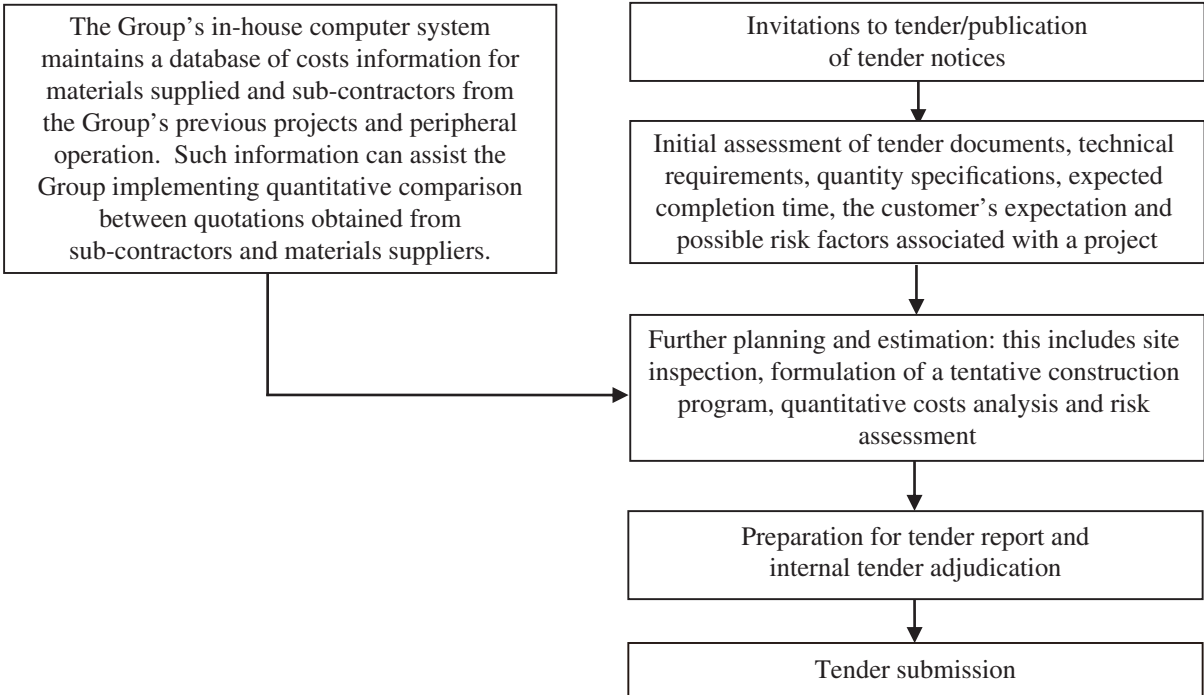 The Group's in-house computer system
maintains a database of costs information for
materials supplied and sub-contractors from
the Group's previous projects and peripheral
operation. Such information can assist the
Group implementing quantitative comparison
between quotations obtained from
sub-contractors and materials suppliers.
Invitations to tender/publication
of tender notices
Initial assessment of tender documents, technical
requirements, quantity specifications, expected
completion time, the customer's expectation and
possible risk factors associated with a project
Further planning and estimation: this includes site
inspection, formulation of a tentative construction
program, quantitative costs analysis and risk
assessment
Preparation for tender report and
internal tender adjudication
Tender submission